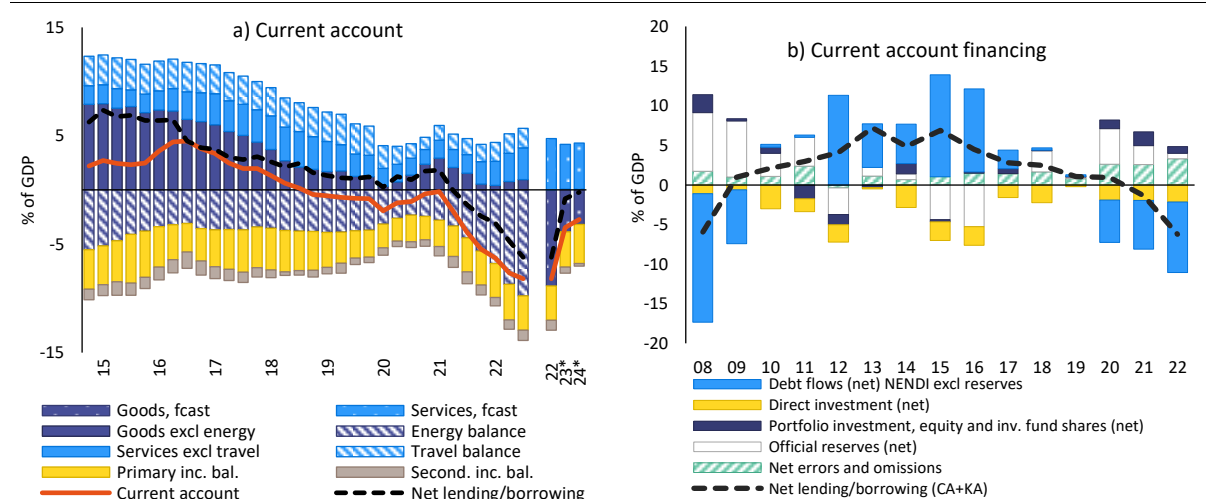 a) Current account
% of GDP
15
5
-5
-15
15
16
17
18
19
20
21
22
22
23*
24*
Goods, fcast
Services, fcast
Goods excl energy
Energy balance
Services excl travel
Travel balance
Primary inc. bal.
Second. inc. bal.
Current account
Net lending/borrowing
b) Current account financing
% of GDP
20
15
10
5
0
-5
-10
-15
-20
08 09 10 11 12 13 14 15 16 17 18 19 20 21 22
Debt flows (net) NENDI excl reserves
Direct investment (net)
Portfolio investment, equity and inv. fund shares (net)
Official reserves (net)
Net errors and omissions
Net lending/borrowing (CA+KA)